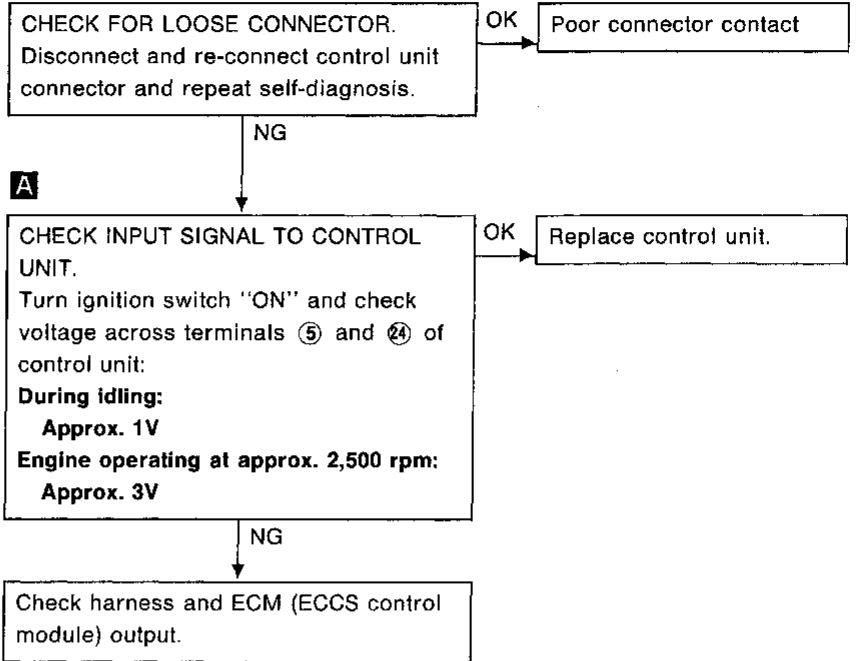 CHECK FOR LOOSE CONNECTOR.
Disconnect and re-connect control unit
connector and repeat self-diagnosis.
OK
Poor connector contact
NG
A
CHECK INPUT SIGNAL TO CONTROL
UNIT.
Turn ignition switch "ON" and check
voltage across terminals ⑤ and ㉔ of
control unit:
During idling:
Approx. 1V
Engine operating at approx. 2,500 rpm:
Approx. 3V
OK
Replace control unit.
NG
Check harness and ECM (ECCS control
module) output.